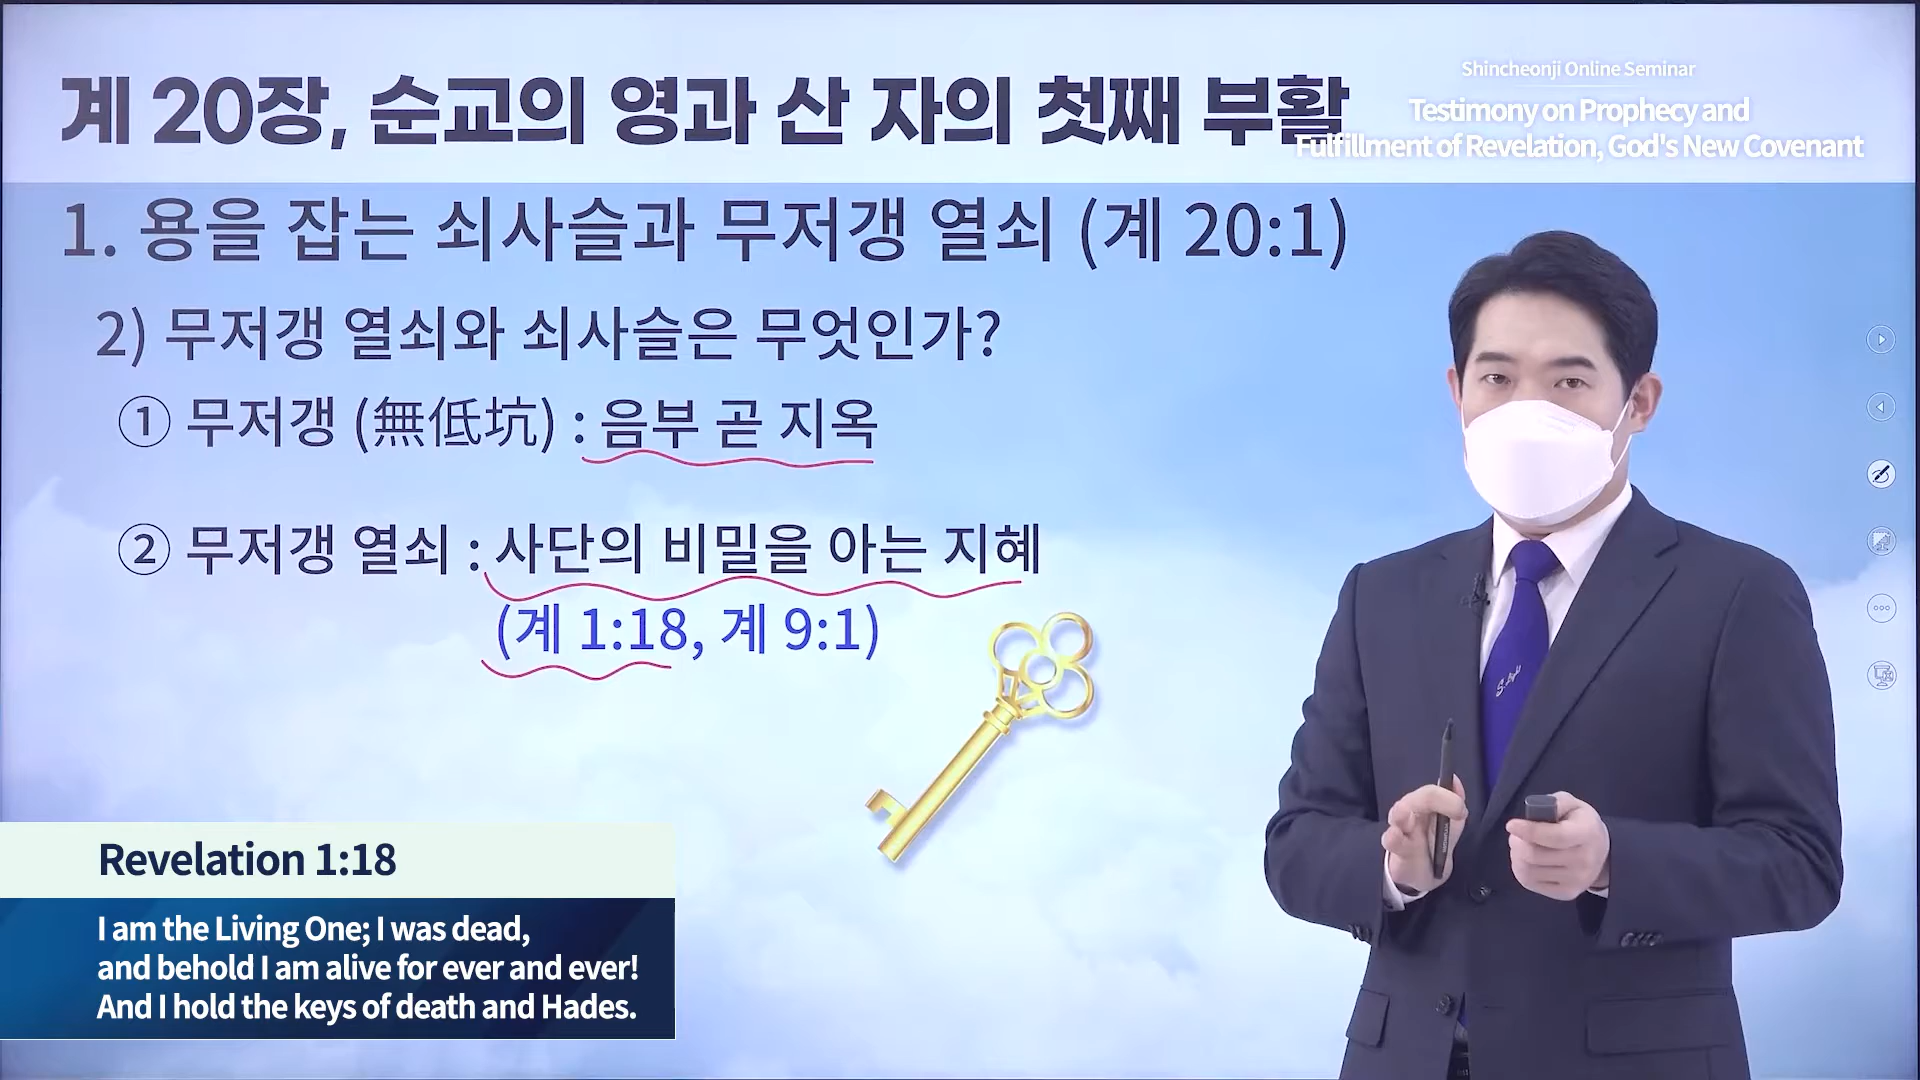 계 20장, 순교의 영과 산 자의 첫째 부활
Shincheonji Online Seminar
Testimony on Prophecy and
Fulfillment of Revelation, God's New Covenant
1. 용을 잡는 쇠사슬과 무저갱 열쇠 (계 20:1)
2) 무저갱 열쇠와 쇠사슬은 무엇인가?
① 무저갱 (無低坑) : 음부 곧 지옥
② 무저갱 열쇠 : 사단의 비밀을 아는 지혜
(계 1:18, 계 9:1)
Revelation 1:18
I am the Living One; I was dead,
and behold I am alive for ever and ever!
And I hold the keys of death and Hades.